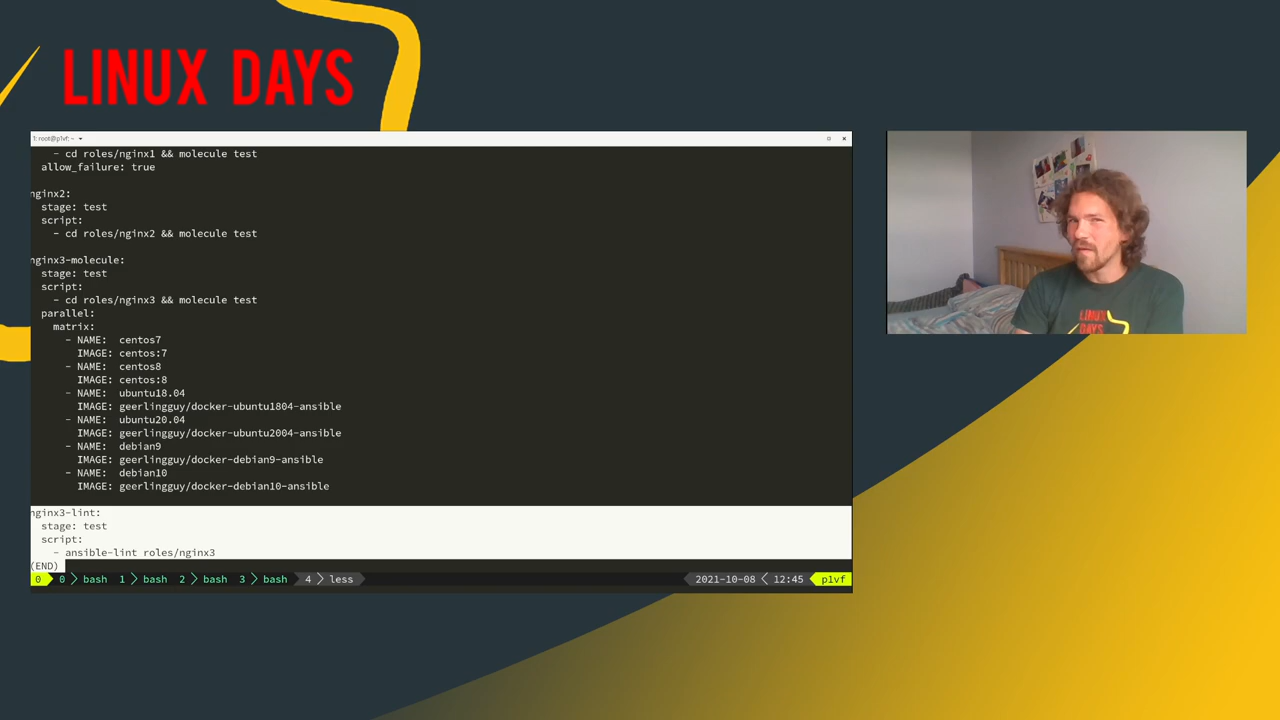 LINUX DAYS
1: root@p1vf: ~
- cd roles/nginx1 && molecule test
allow_failure: true
nginx2:
stage: test
script:
- cd roles/nginx2 && molecule test
nginx3-molecule:
stage: test
script:
- cd roles/nginx3 && molecule test
parallel:
matrix:
- NAME: centos7
IMAGE: centos:7
- NAME: centos8
IMAGE: centos:8
- NAME: ubuntu18.04
IMAGE: geerlingguy/docker-ubuntu1804-ansible
- NAME: ubuntu20.04
IMAGE: geerlingguy/docker-ubuntu2004-ansible
- NAME: debian9
IMAGE: geerlingguy/docker-debian9-ansible
- NAME: debian10
IMAGE: geerlingguy/docker-debian10-ansible
nginx3-lint:
stage: test
script:
- ansible-lint roles/nginx3
(END)
0 0 bash 1 bash 2 bash 3 bash 4 less 2021-10-08 12:45 p1vf
LINUX
DAYS